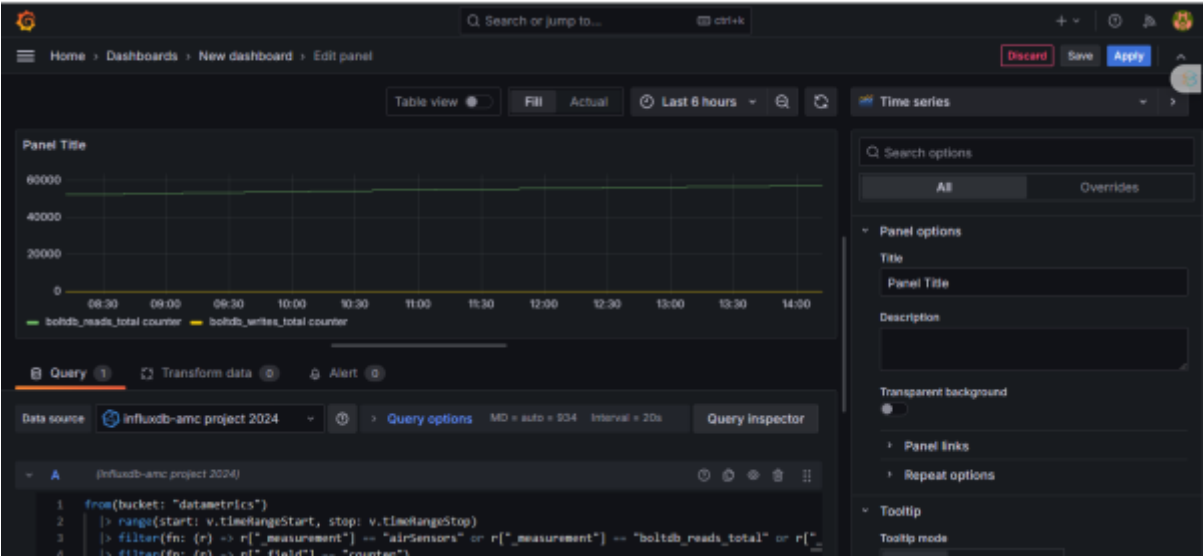 Search or jump to...
ctrl+k
Home › Dashboards › New dashboard › Edit panel
Discard
Save
Apply
Table view
Fill
Actual
Last 6 hours
Time series
Panel Title
60000
40000
20000
0
08:30 09:00 09:30 10:00 10:30 11:00 11:30 12:00 12:30 13:00 13:30 14:00
boltdb_reads_total counter
boltdb_writes_total counter
Query 1
Transform data 0
Alert 0
Data source
influxdb-amc project 2024
Query options
MD = auto = 934
Interval = 20s
Query inspector
A
(influxdb-amc project 2024)
1 from(bucket: "datametrics")
2 |> range(start: v.timeRangeStart, stop: v.timeRangeStop)
3 |> filter(fn: (r) => r["_measurement"] == "airSensors" or r["_measurement"] == "boltdb_reads_total" or r["_
4 |> filter(fn: (r) => r["_field"] == "counter")
Search options
All
Overrides
Panel options
Title
Panel Title
Description
Transparent background
Panel links
Repeat options
Tooltip
Tooltip mode